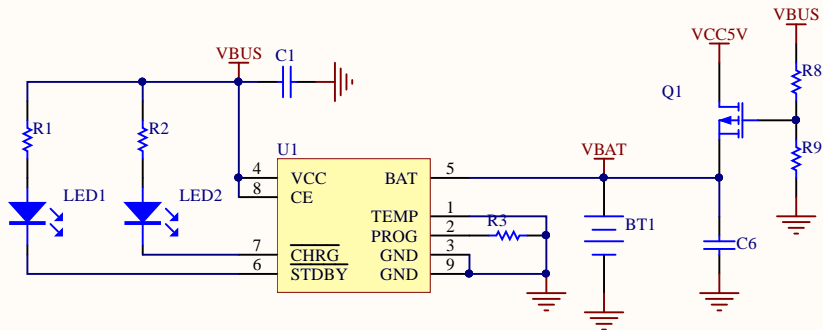 VBUS
C1
R1
R2
LED1
LED2
U1
4 VCC BAT 5
8 CE
TEMP 1
PROG 2
7 CHRG GND 3
6 STDBY GND 9
R3
VBAT
BT1
VCC5V
VBUS
Q1
R8
R9
C6